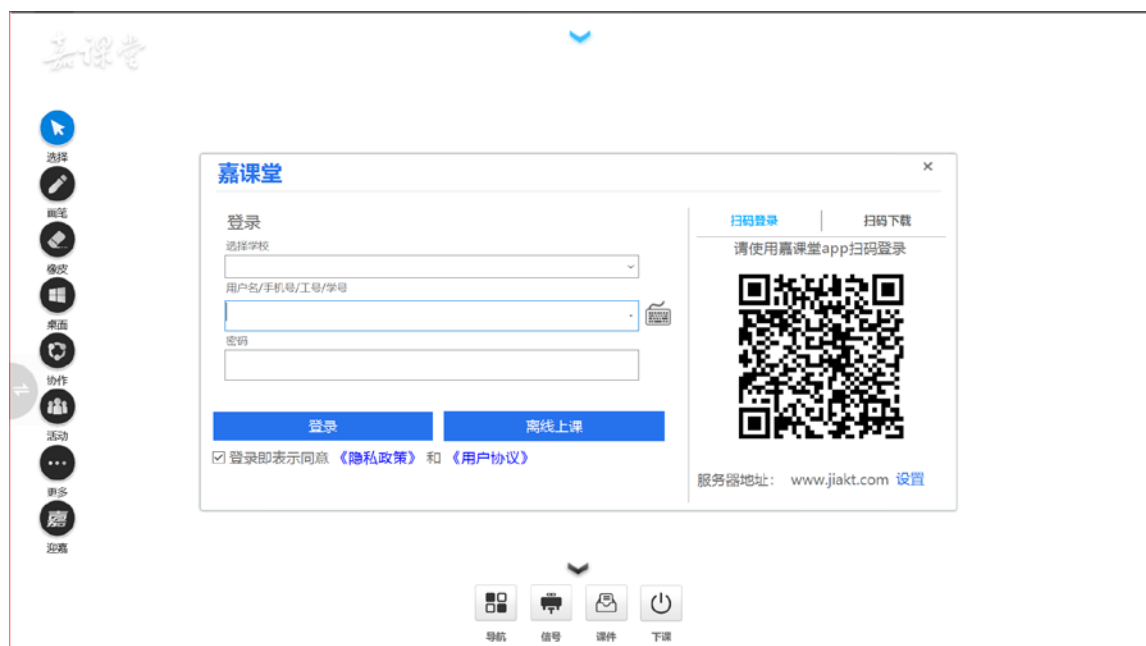 嘉课堂
选择
画笔
橡皮
桌面
协作
活动
更多
嘉
迎嘉
嘉课堂
×
登录
选择学校
用户名/手机号/工号/学号
密码
登录
离线上课
登录即表示同意 《隐私政策》 和 《用户协议》
扫码登录
扫码下载
请使用嘉课堂app扫码登录
服务器地址： www.jiakt.com 设置
导航
信号
课件
下课